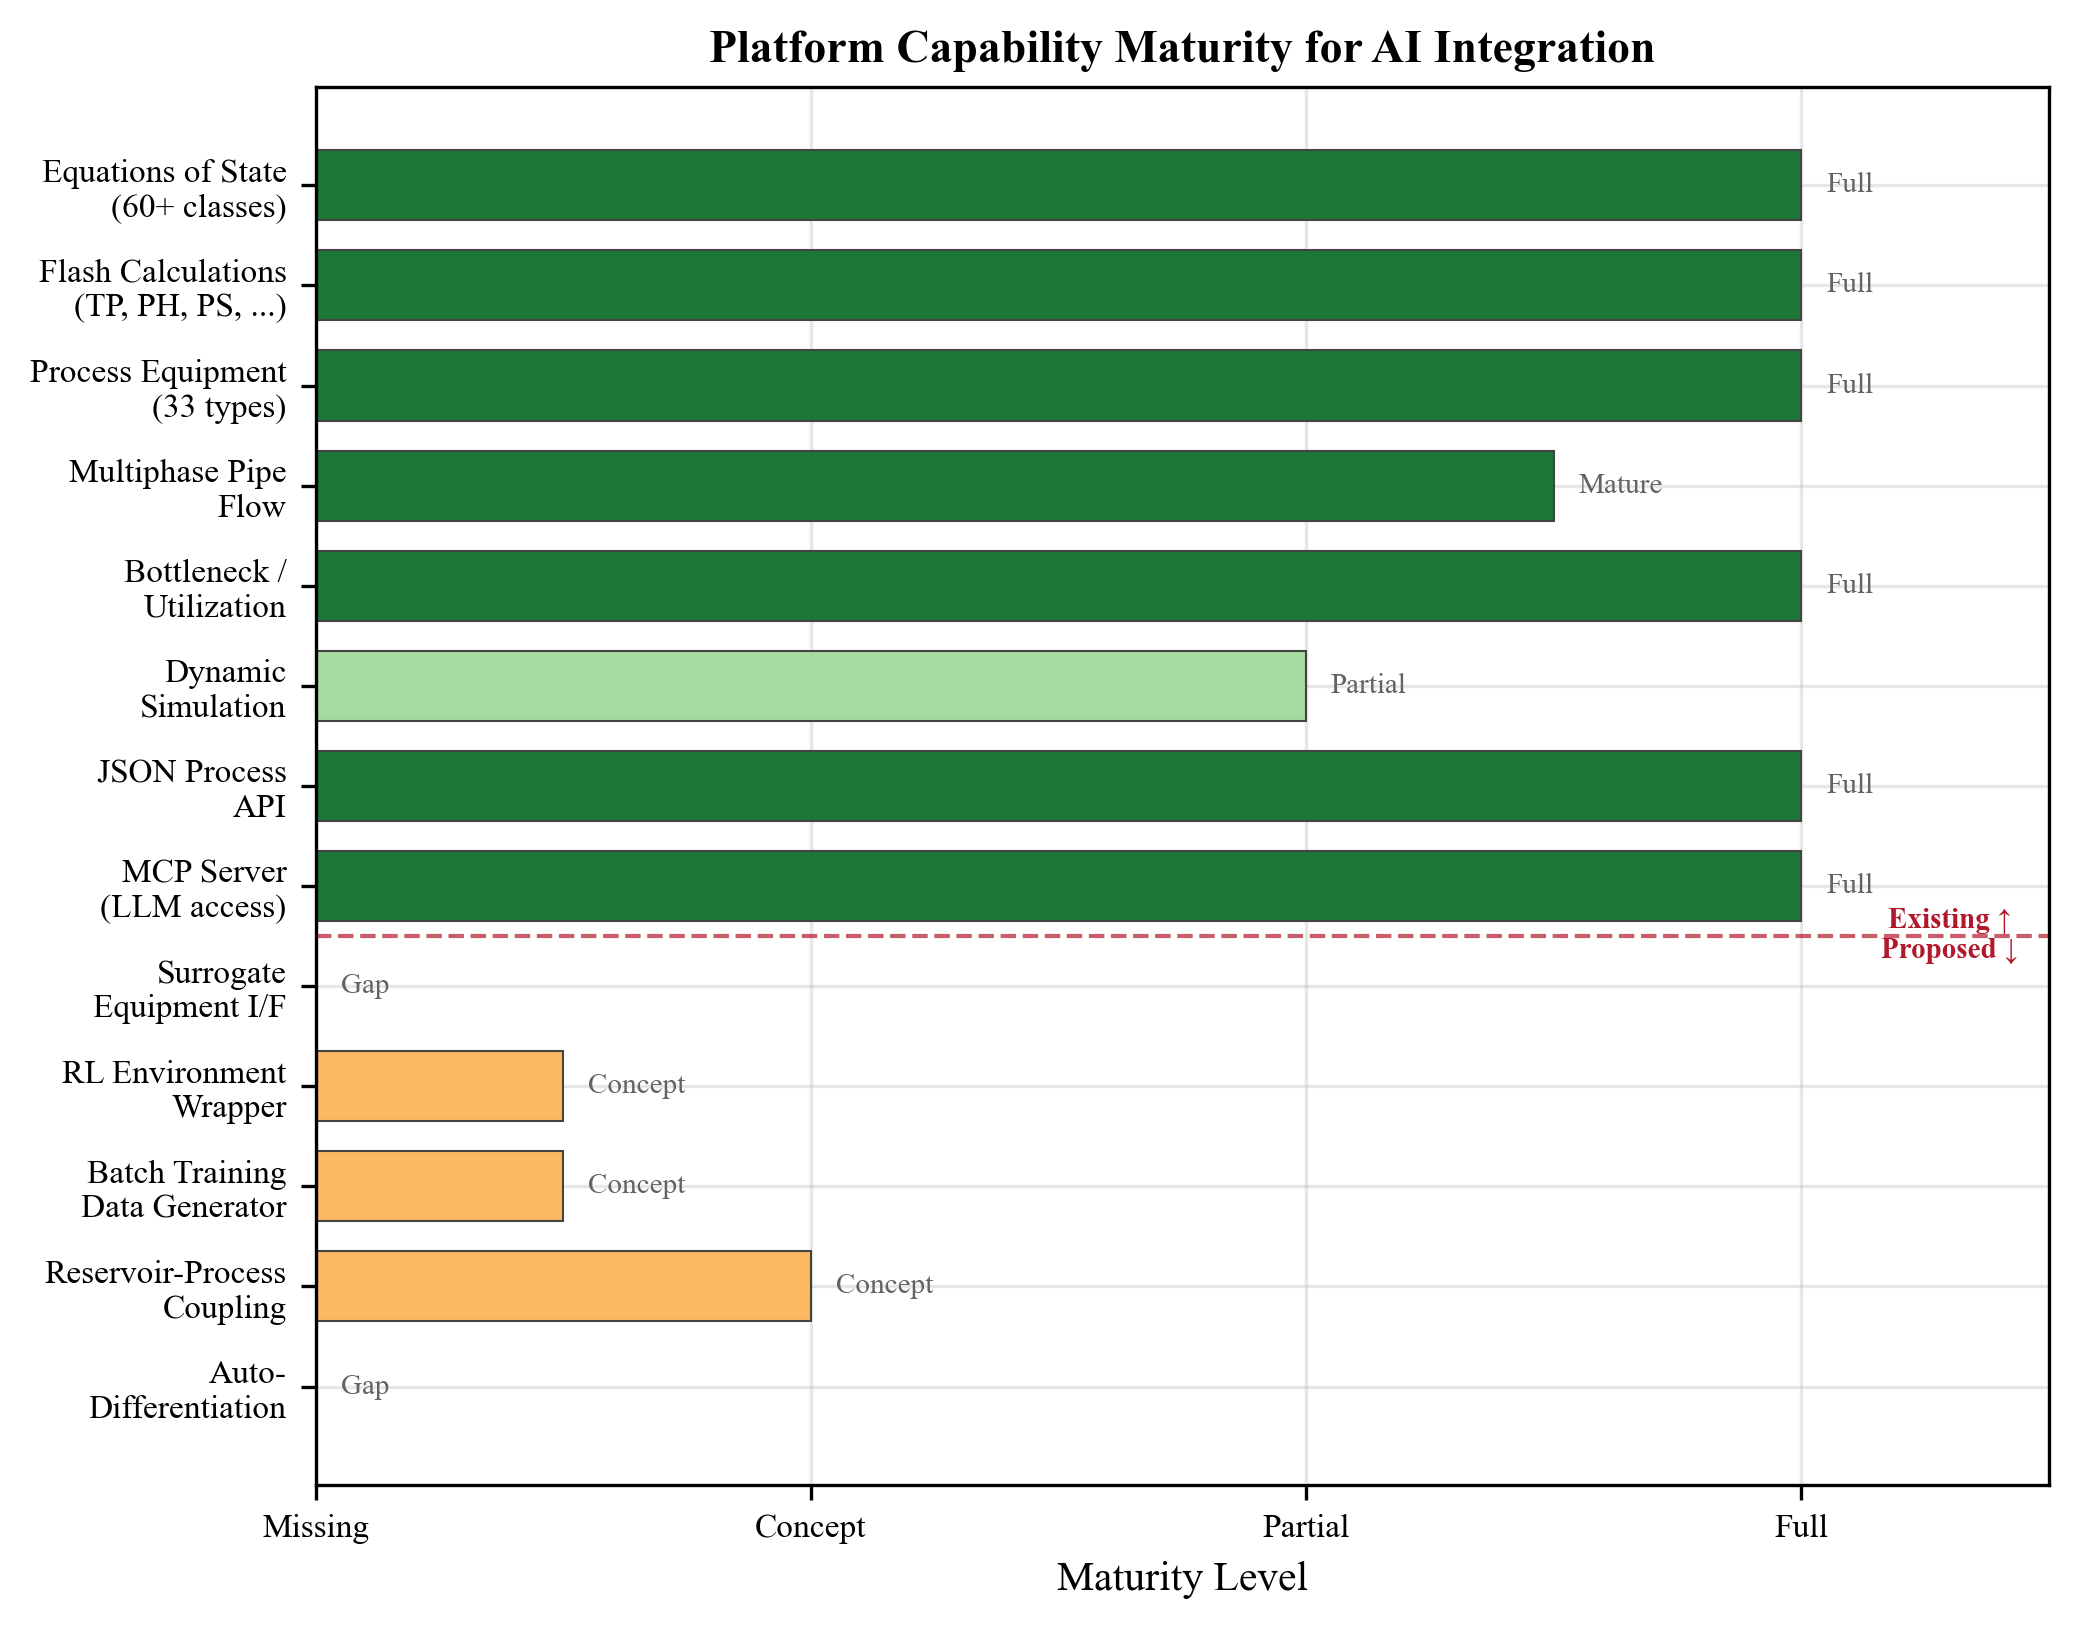 Platform Capability Maturity for AI Integration
Equations of State
(60+ classes)
Full
Flash Calculations
(TP, PH, PS, ...)
Full
Process Equipment
(33 types)
Full
Multiphase Pipe
Flow
Mature
Bottleneck /
Utilization
Full
Dynamic
Simulation
Partial
JSON Process
API
Full
MCP Server
(LLM access)
Full
Existing ↑
Proposed ↓
Surrogate
Equipment I/F
Gap
RL Environment
Wrapper
Concept
Batch Training
Data Generator
Concept
Reservoir-Process
Coupling
Concept
Auto-
Differentiation
Gap
Missing
Concept
Partial
Full
Maturity Level